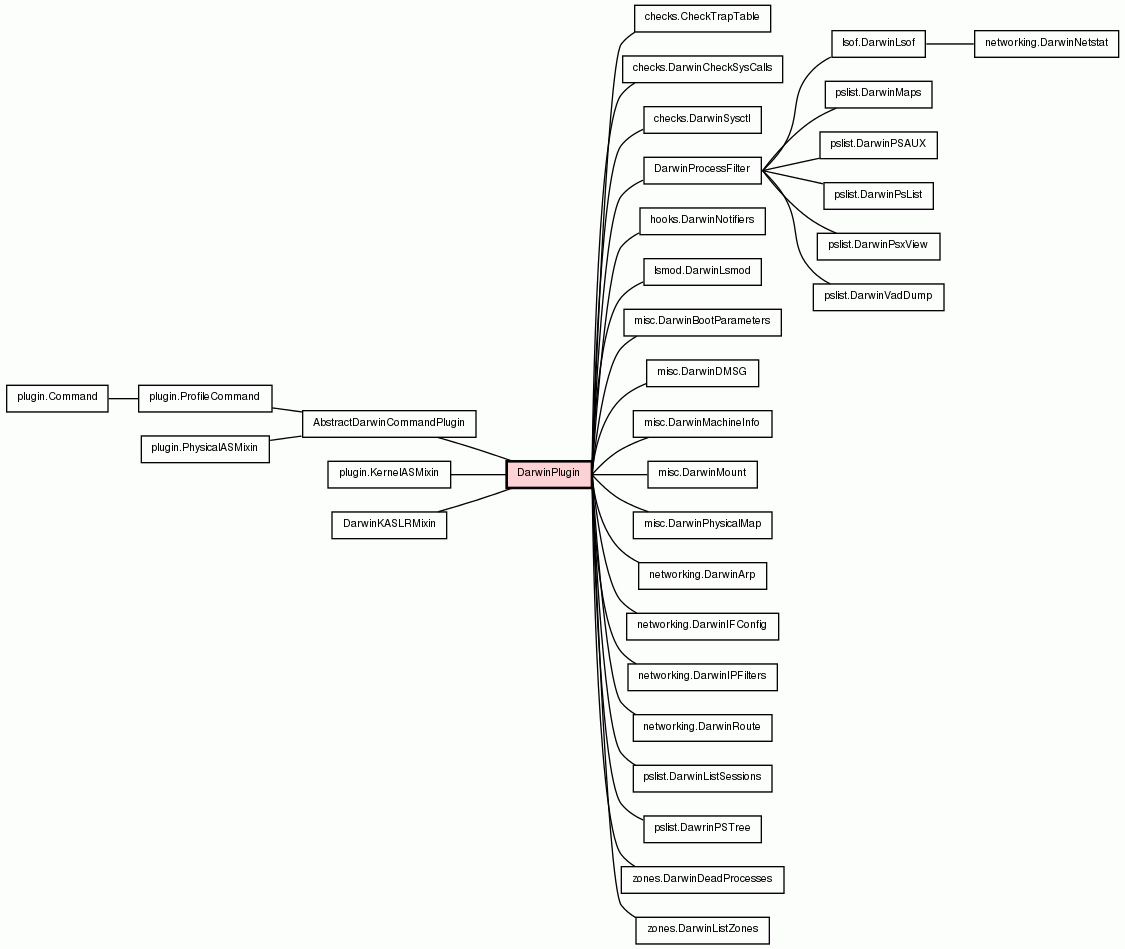 plugin.Command
plugin.ProfileCommand
plugin.PhysicalASMixin
AbstractDarwinCommandPlugin
plugin.KernelASMixin
DarwinKASLRMixin
DarwinPlugin
checks.CheckTrapTable
checks.DarwinCheckSysCalls
checks.DarwinSysctl
DarwinProcessFilter
hooks.DarwinNotifiers
lsmod.DarwinLsmod
misc.DarwinBootParameters
misc.DarwinDMSG
misc.DarwinMachineInfo
misc.DarwinMount
misc.DarwinPhysicalMap
networking.DarwinArp
networking.DarwinIFConfig
networking.DarwinIPFilters
networking.DarwinRoute
pslist.DarwinListSessions
pslist.DawrinPSTree
zones.DarwinDeadProcesses
zones.DarwinListZones
lsof.DarwinLsof
pslist.DarwinMaps
pslist.DarwinPSAUX
pslist.DarwinPsList
pslist.DarwinPsxView
pslist.DarwinVadDump
networking.DarwinNetstat